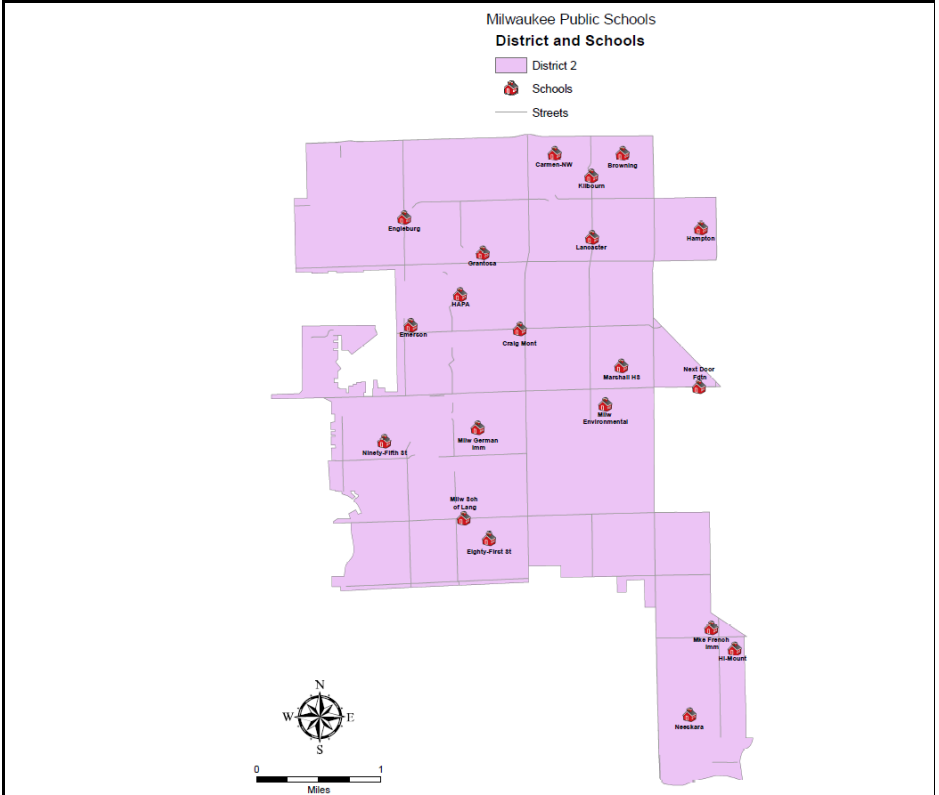 Milwaukee Public Schools
District and Schools
District 2
Schools
Streets
Carmen-NW
Browning
Kilbourn
Engleburg
Hampton
Lancaster
Grantosa
HAPA
Emerson
Craig Mont
Marshall HS
Next Door
Fdtn
Milw
Environmental
Ninety-Fifth St
Milw German
Imm
Milw Sch
of Lang
Eighty-First St
Mke French
Imm
Hi-Mount
Neeskara
N
W
E
S
0
1
Miles